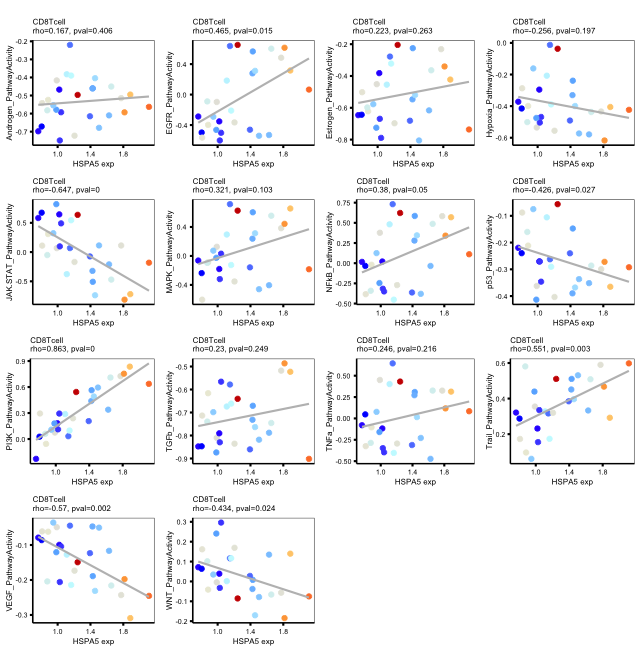 CD8Tcell
rho=0.167, pval=0.406
Androgen_PathwayActivity
-0.2
-0.3
-0.4
-0.5
-0.6
-0.7
1.0 1.4 1.8
HSPA5 exp
CD8Tcell
rho=0.465, pval=0.015
EGFR_PathwayActivity
0.4
0.0
-0.4
1.0 1.4 1.8
HSPA5 exp
CD8Tcell
rho=0.223, pval=0.263
Estrogen_PathwayActivity
-0.2
-0.4
-0.6
-0.8
1.0 1.4 1.8
HSPA5 exp
CD8Tcell
rho=-0.256, pval=0.197
Hypoxia_PathwayActivity
0.0
-0.2
-0.4
-0.6
1.0 1.4 1.8
HSPA5 exp
CD8Tcell
rho=-0.647, pval=0
JAK-STAT_PathwayActivity
0.5
0.0
-0.5
1.0 1.4 1.8
HSPA5 exp
CD8Tcell
rho=0.321, pval=0.103
MAPK_PathwayActivity
0.8
0.4
0.0
-0.4
1.0 1.4 1.8
HSPA5 exp
CD8Tcell
rho=0.38, pval=0.05
NFkB_PathwayActivity
0.75
0.50
0.25
0.00
-0.25
-0.50
1.0 1.4 1.8
HSPA5 exp
CD8Tcell
rho=-0.426, pval=0.027
p53_PathwayActivity
-0.1
-0.2
-0.3
-0.4
1.0 1.4 1.8
HSPA5 exp
CD8Tcell
rho=0.863, pval=0
PI3K_PathwayActivity
0.9
0.6
0.3
0.0
1.0 1.4 1.8
HSPA5 exp
CD8Tcell
rho=0.23, pval=0.249
TGFb_PathwayActivity
-0.5
-0.6
-0.7
-0.8
-0.9
1.0 1.4 1.8
HSPA5 exp
CD8Tcell
rho=0.246, pval=0.216
TNFa_PathwayActivity
0.50
0.25
0.00
-0.25
-0.50
1.0 1.4 1.8
HSPA5 exp
CD8Tcell
rho=0.551, pval=0.003
Trail_PathwayActivity
0.6
0.4
0.2
1.0 1.4 1.8
HSPA5 exp
CD8Tcell
rho=-0.57, pval=0.002
VEGF_PathwayActivity
-0.1
-0.2
-0.3
1.0 1.4 1.8
HSPA5 exp
CD8Tcell
rho=-0.434, pval=0.024
WNT_PathwayActivity
0.3
0.2
0.1
0.0
-0.1
-0.2
1.0 1.4 1.8
HSPA5 exp